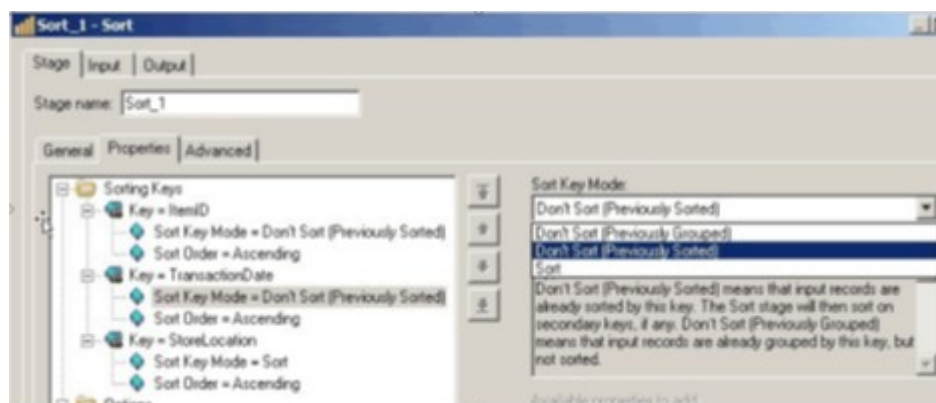 Sort_1 - Sort
Stage Input Output
Stage name: Sort_1
General Properties Advanced
Sorting Keys
Key = ItemID
Sort Key Mode = Don't Sort (Previously Sorted)
Sort Order = Ascending
Key = TransactionDate
Sort Key Mode = Don't Sort (Previously Sorted)
Sort Order = Ascending
Key = StoreLocation
Sort Key Mode = Sort
Sort Order = Ascending
Options
Sort Key Mode:
Don't Sort (Previously Sorted)
Don't Sort (Previously Grouped)
Don't Sort (Previously Sorted)
Sort
Don't Sort (Previously Sorted) means that input records are
already sorted by this key. The Sort stage will then sort on
secondary keys, if any. Don't Sort (Previously Grouped)
means that input records are already grouped by this key, but
not sorted.
Available properties to add